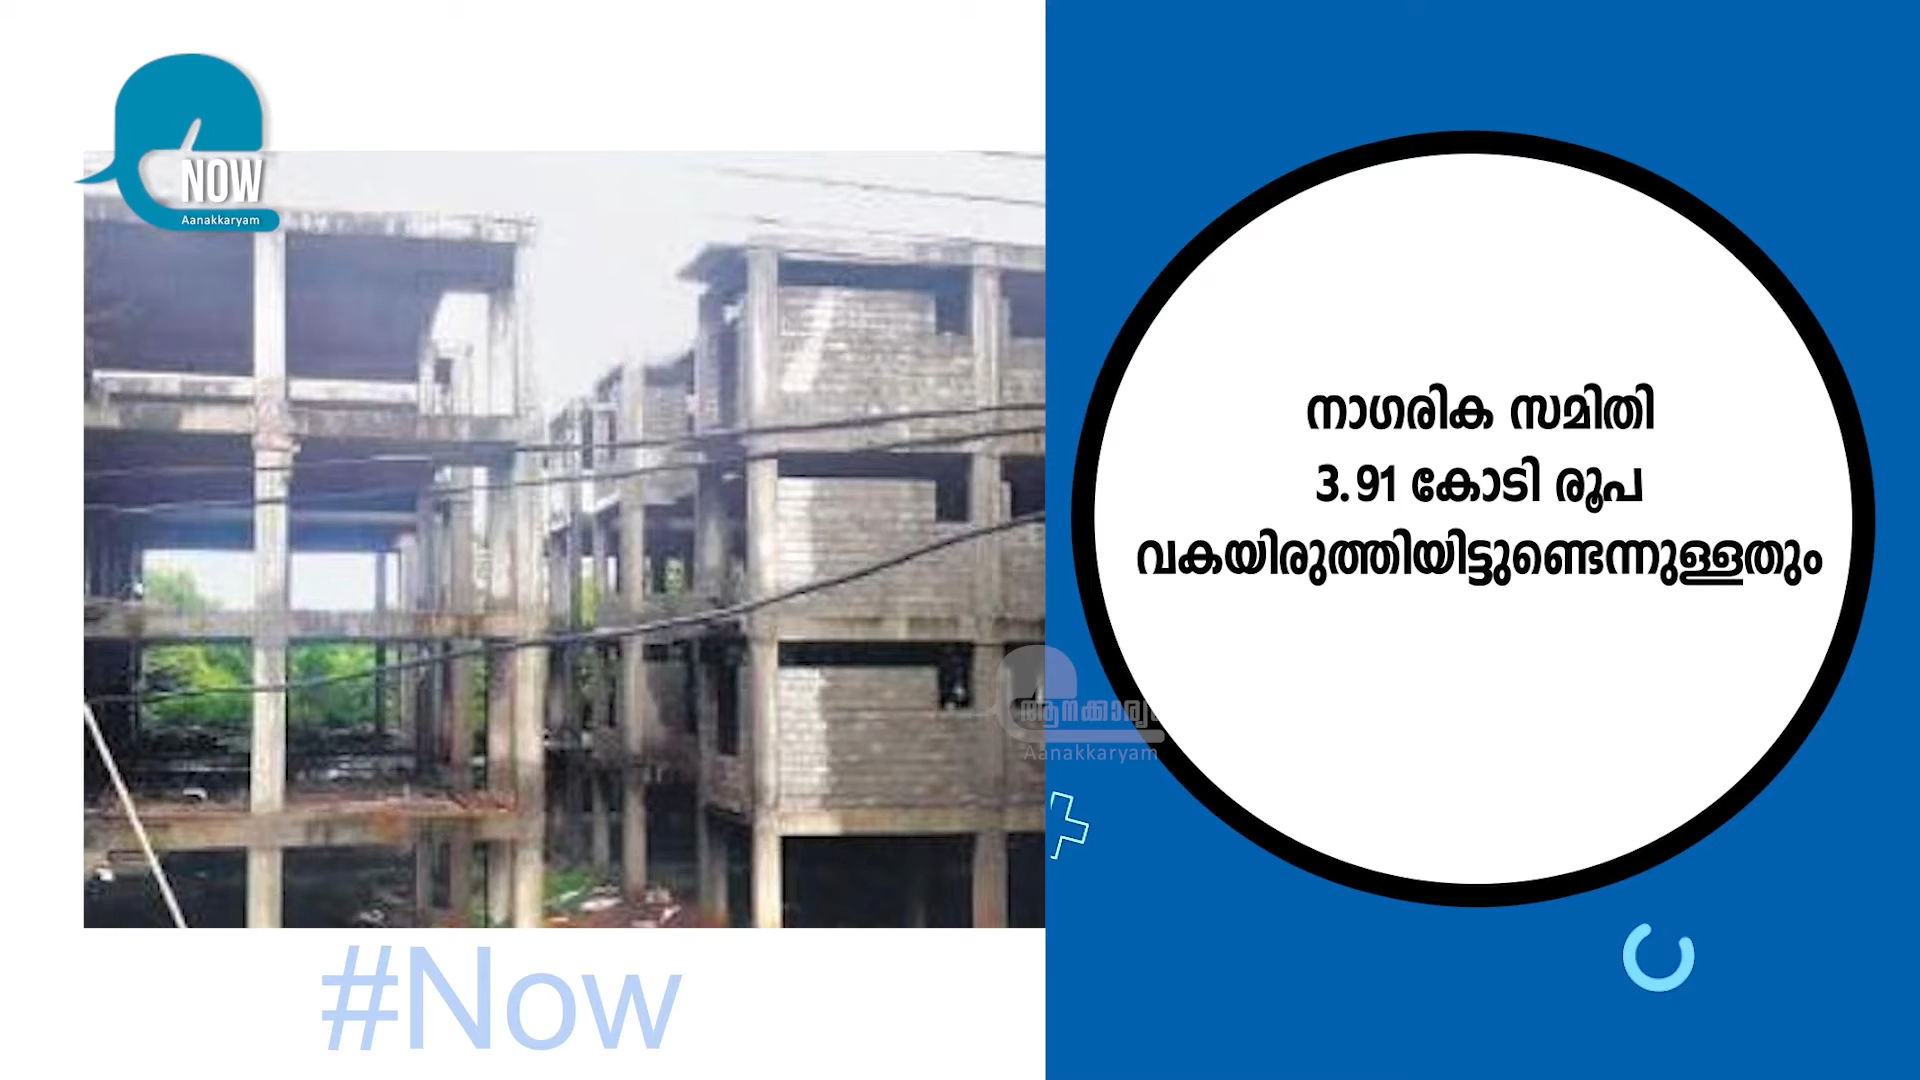 NOW
Aanakkaryam
നാഗരിക സമിതി
3.91 കോടി രൂപ
വകയിരുത്തിയിട്ടുണ്ടെന്നുള്ളതും
Aanakkaryam
#Now